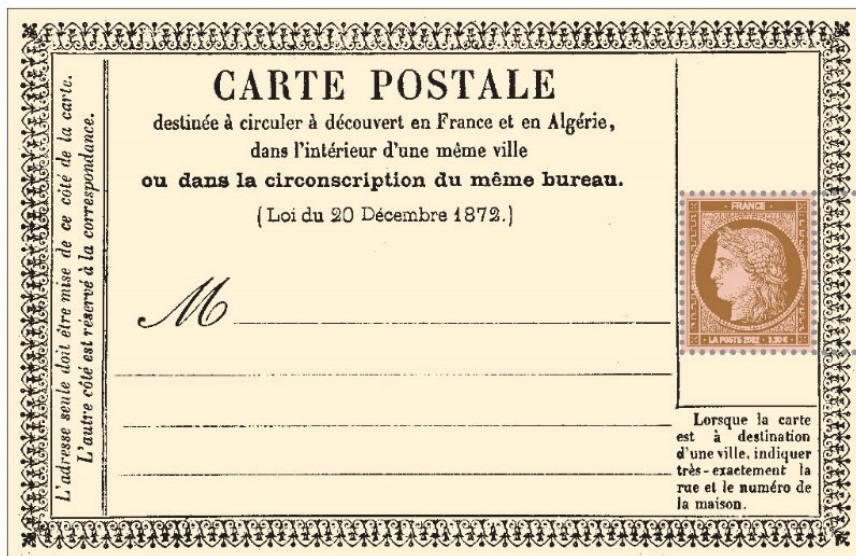 L'adresse seule doit être mise de ce côté de la carte.
L'autre côté est réservé à la correspondance.
CARTE POSTALE
destinée à circuler à découvert en France et en Algérie,
dans l'intérieur d'une même ville
ou dans la circonscription du même bureau.
(Loi du 20 Décembre 1872.)
M
FRANCE
LA POSTE 2022 - 3,20 €
Lorsque la carte
est à destination
d'une ville, indiquer
très-exactement la
rue et le numéro de
la maison.